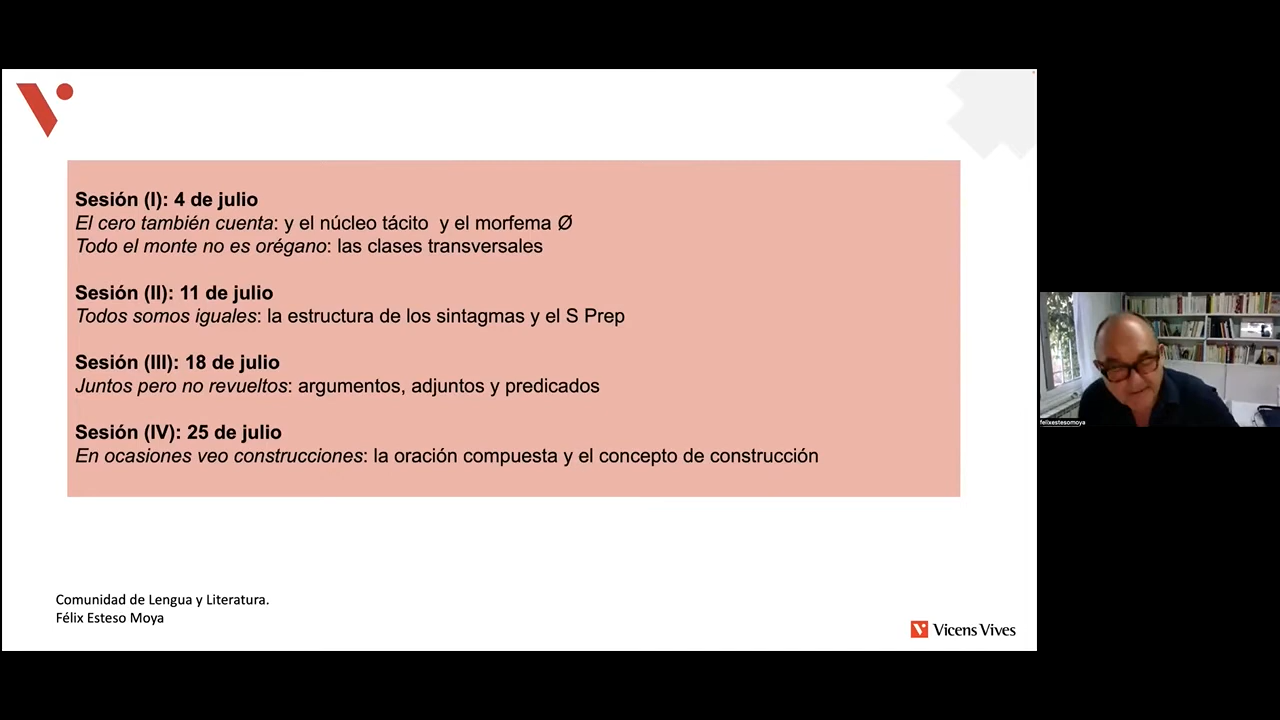 Sesión (I): 4 de julio
El cero también cuenta: y el núcleo tácito y el morfema Ø
Todo el monte no es orégano: las clases transversales
Sesión (II): 11 de julio
Todos somos iguales: la estructura de los sintagmas y el S Prep
Sesión (III): 18 de julio
Juntos pero no revueltos: argumentos, adjuntos y predicados
Sesión (IV): 25 de julio
En ocasiones veo construcciones: la oración compuesta y el concepto de construcción
Comunidad de Lengua y Literatura.
Félix Esteso Moya
Vicens Vives
felixestesomoya